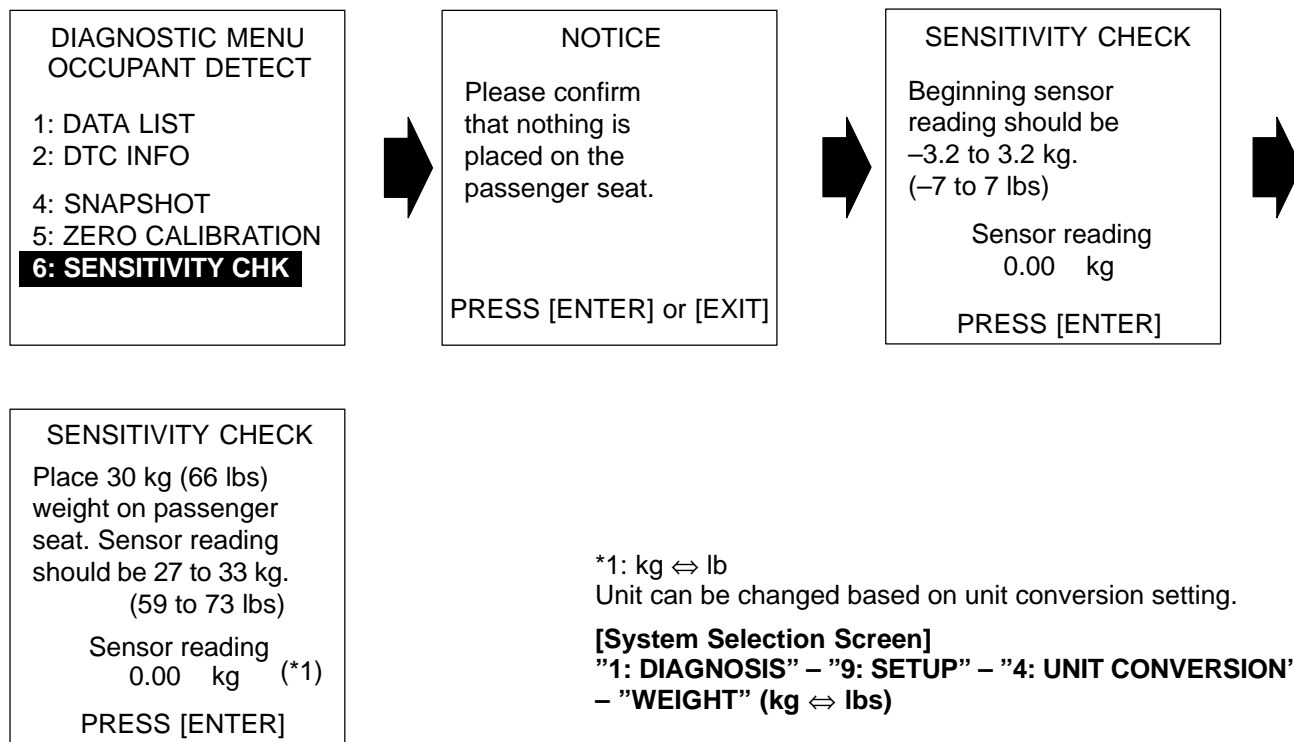 DIAGNOSTIC MENU
OCCUPANT DETECT
1: DATA LIST
2: DTC INFO
4: SNAPSHOT
5: ZERO CALIBRATION
6: SENSITIVITY CHK
NOTICE
Please confirm
that nothing is
placed on the
passenger seat.
PRESS [ENTER] or [EXIT]
SENSITIVITY CHECK
Beginning sensor
reading should be
–3.2 to 3.2 kg.
(–7 to 7 lbs)
Sensor reading
0.00 kg
PRESS [ENTER]
SENSITIVITY CHECK
Place 30 kg (66 lbs)
weight on passenger
seat. Sensor reading
should be 27 to 33 kg.
(59 to 73 lbs)
Sensor reading
0.00 kg (*1)
PRESS [ENTER]
*1: kg ⇔ lb
Unit can be changed based on unit conversion setting.
[System Selection Screen]
”1: DIAGNOSIS” – ”9: SETUP” – ”4: UNIT CONVERSION”
– ”WEIGHT” (kg ⇔ lbs)